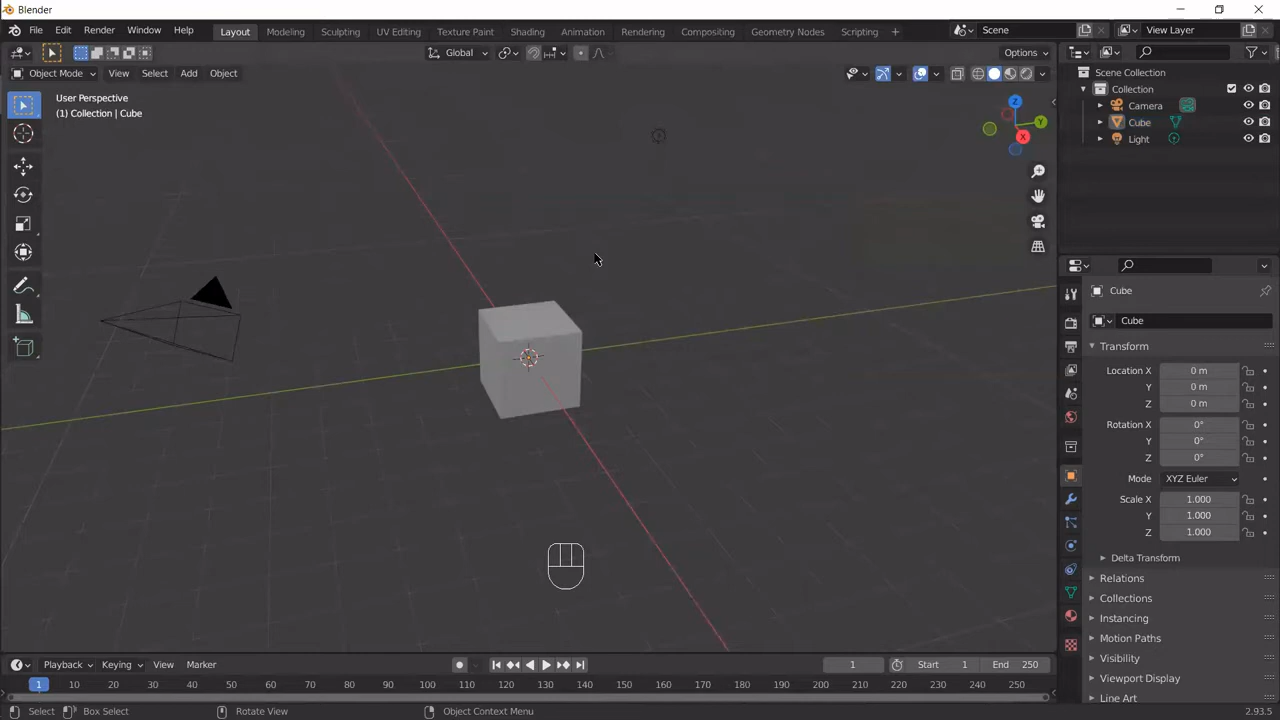 Blender
File Edit Render Window Help Layout Modeling Sculpting UV Editing Texture Paint Shading Animation Rendering Compositing Geometry Nodes Scripting + Scene View Layer
Global Options
Object Mode View Select Add Object
User Perspective
(1) Collection | Cube
Z
Y
X
Scene Collection
Collection
Camera
Cube
Light
Cube
Cube
Transform
Location X 0 m
Y 0 m
Z 0 m
Rotation X 0°
Y 0°
Z 0°
Mode XYZ Euler
Scale X 1.000
Y 1.000
Z 1.000
Delta Transform
Relations
Collections
Instancing
Motion Paths
Visibility
Viewport Display
Line Art
Playback Keying View Marker 1 Start 1 End 250
1 10 20 30 40 50 60 70 80 90 100 110 120 130 140 150 160 170 180 190 200 210 220 230 240 250
Select Box Select Rotate View Object Context Menu 2.93.5